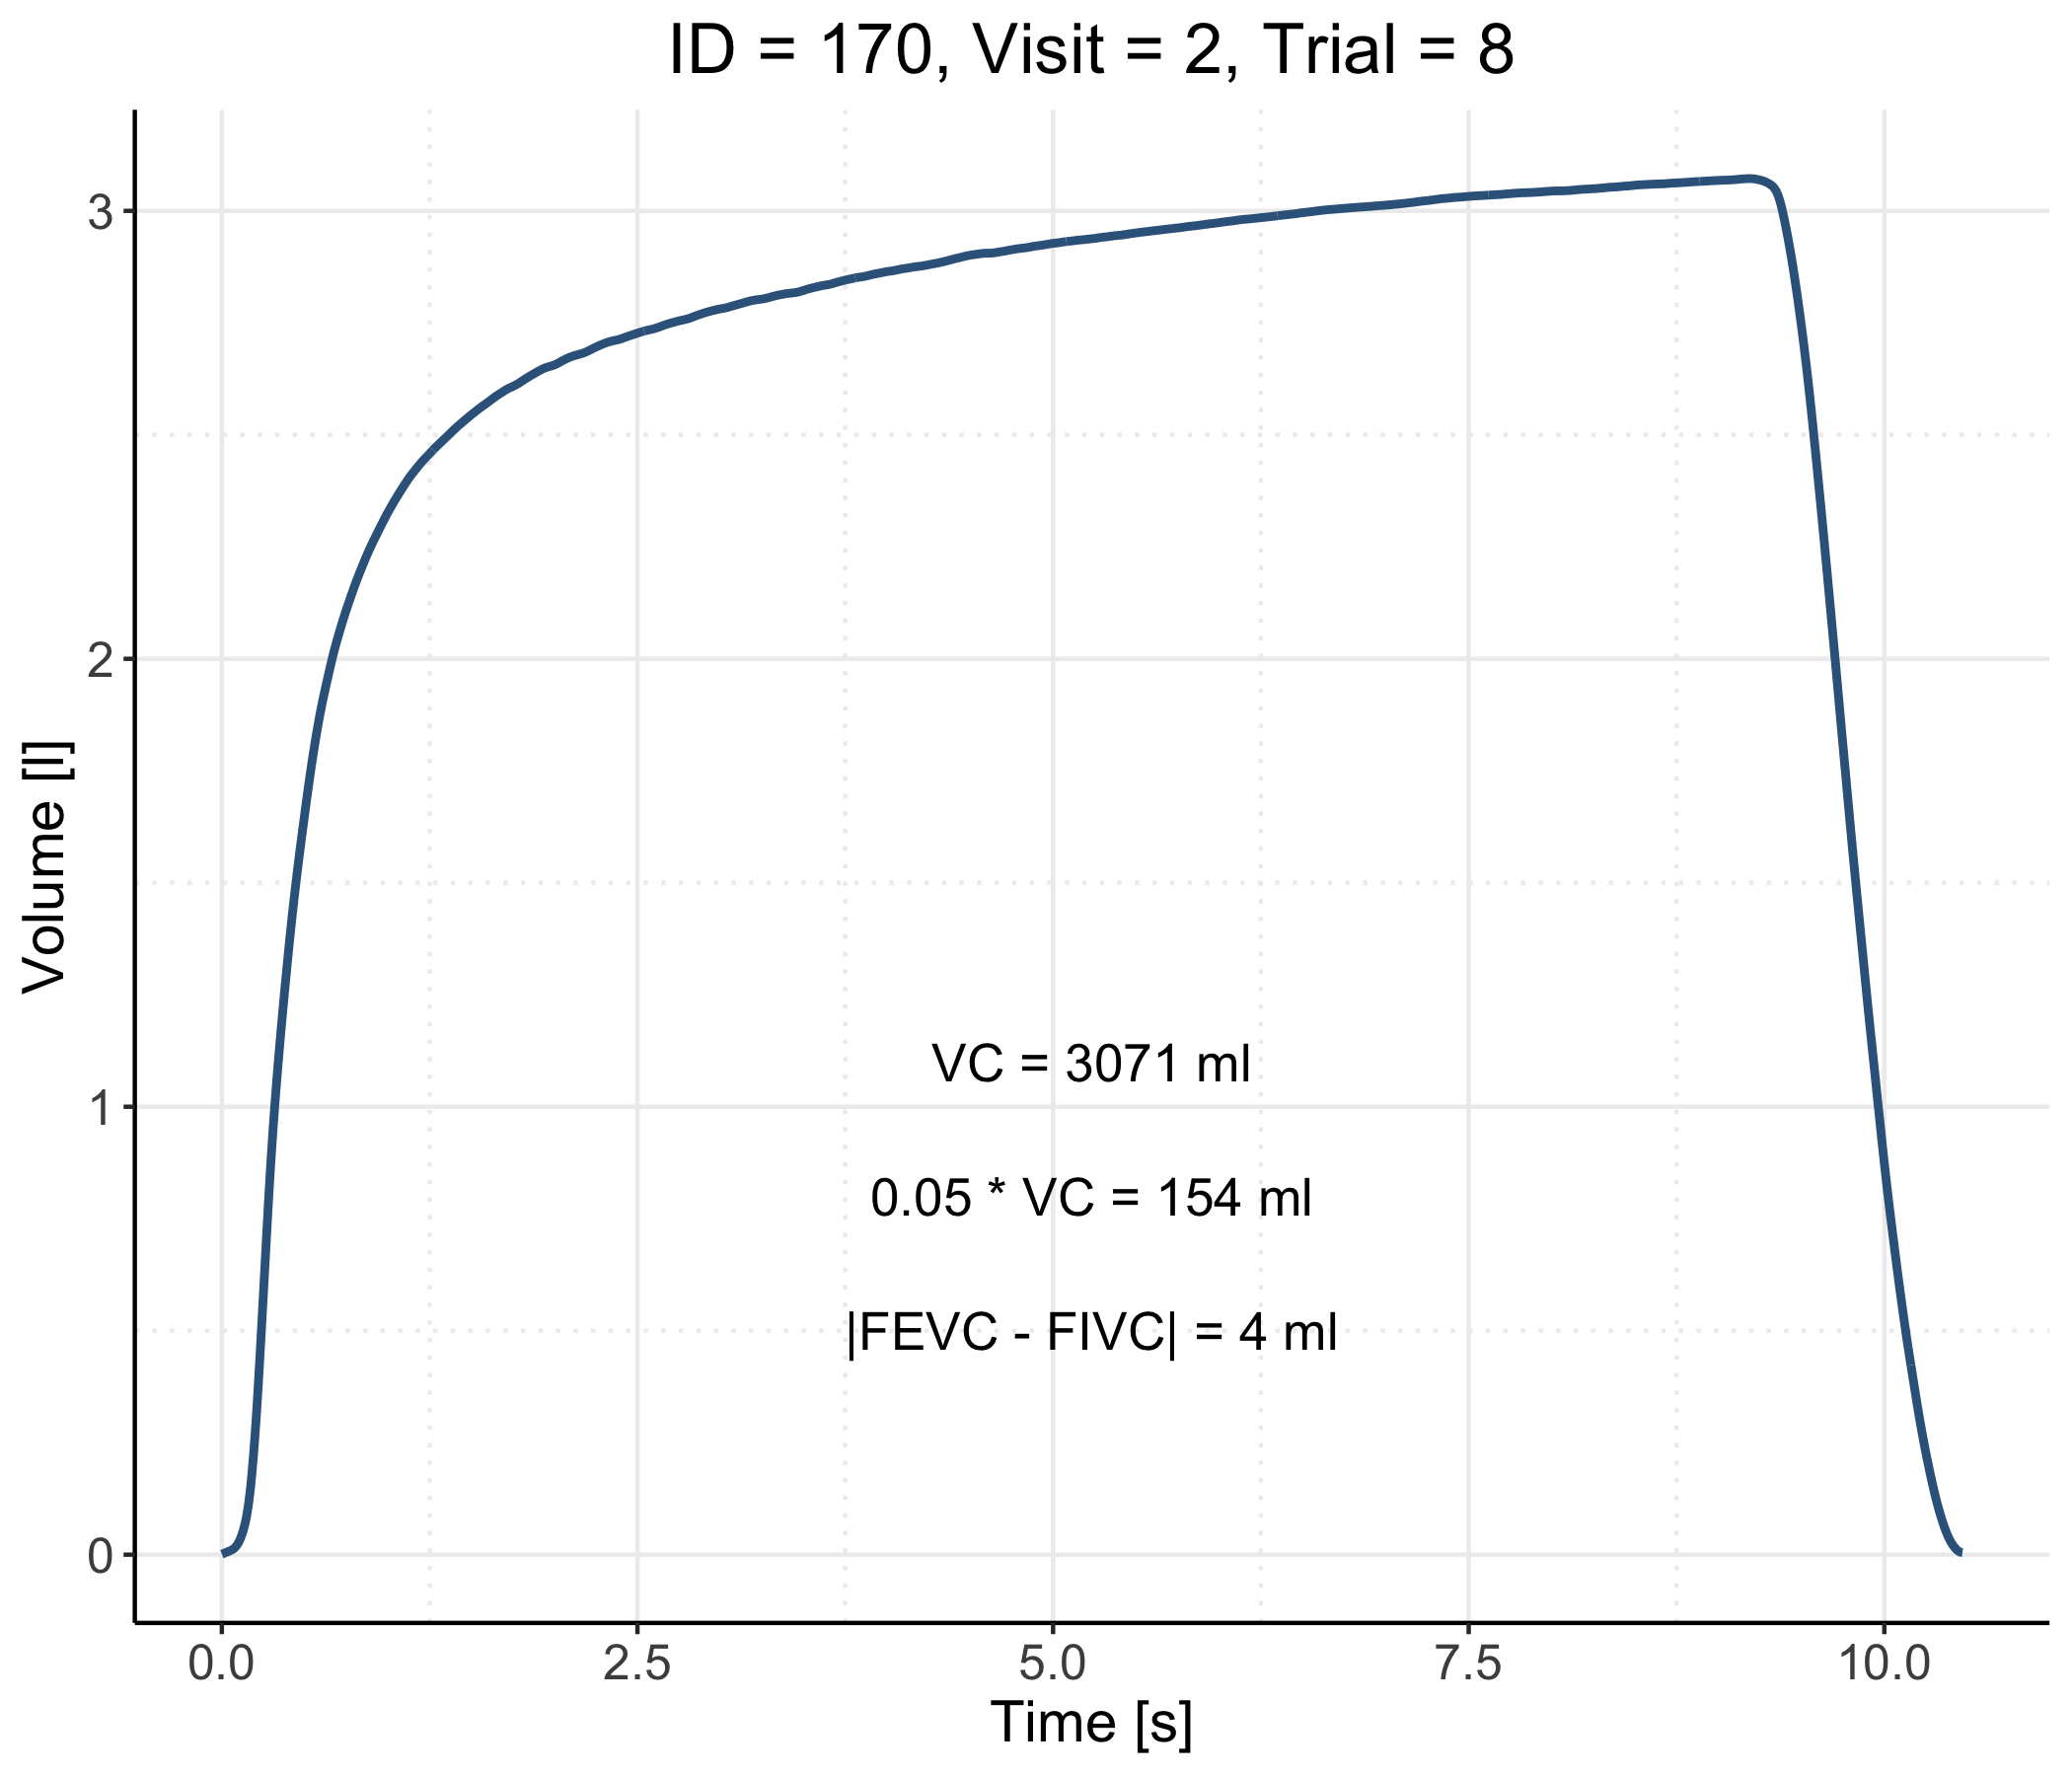 ID = 170, Visit = 2, Trial = 8
3
2
1
0
Volume [l]
VC = 3071 ml
0.05 * VC = 154 ml
|FEVC - FIVC| = 4 ml
0.0 2.5 5.0 7.5 10.0
Time [s]